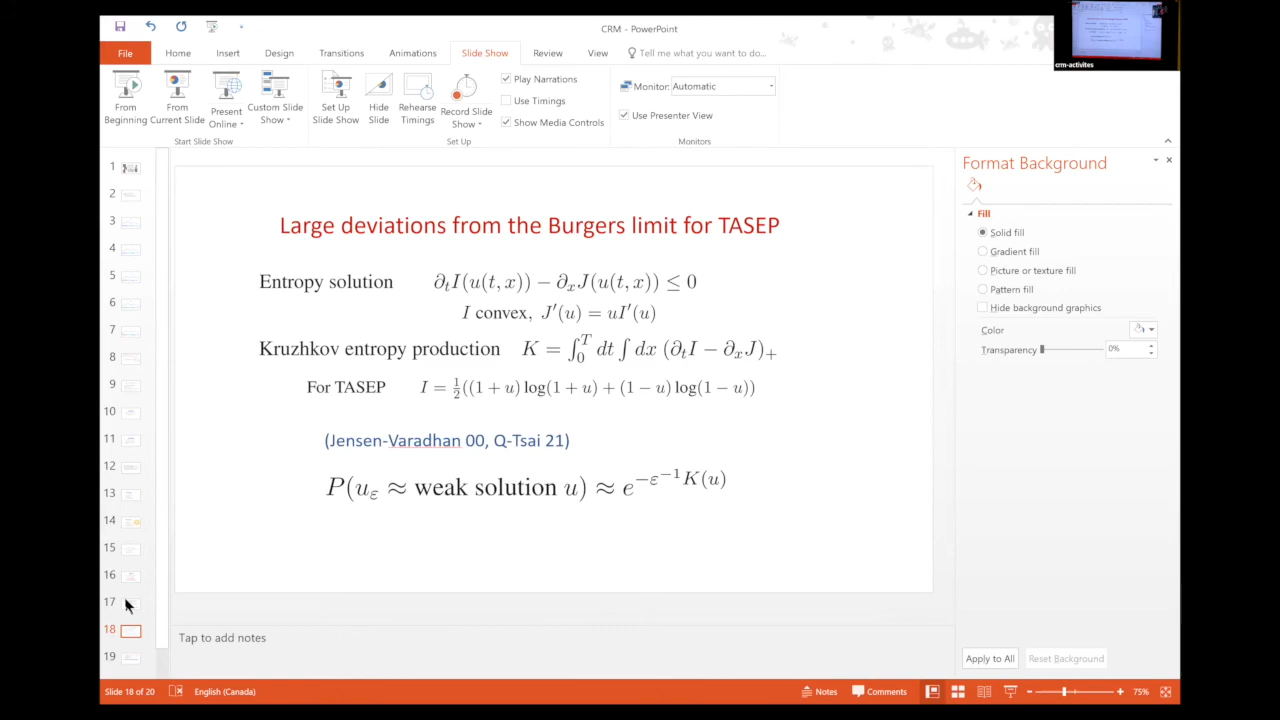 CRM - PowerPoint
crm-activites
File Home Insert Design Transitions Animations Slide Show Review View Tell me what you want to do...
From Beginning
From Current Slide
Present Online
Custom Slide Show
Set Up Slide Show
Hide Slide
Rehearse Timings
Record Slide Show
Play Narrations
Use Timings
Show Media Controls
Monitor: Automatic
Use Presenter View
Start Slide Show Set Up Monitors
1
2
3
4
5
6
7
8
9
10
11
12
13
14
15
16
17
18
19
Large deviations from the Burgers limit for TASEP
Entropy solution ∂ₜI(u(t, x)) − ∂ₓJ(u(t, x)) ≤ 0
I convex, J′(u) = uI′(u)
Kruzhkov entropy production K = ∫₀ᵀ dt ∫ dx (∂ₜI − ∂ₓJ)₊
For TASEP I = ½((1 + u) log(1 + u) + (1 − u) log(1 − u))
(Jensen-Varadhan 00, Q-Tsai 21)
P(u_ε ≈ weak solution u) ≈ e^{−ε^{−1}K(u)}
Tap to add notes
Format Background
Fill
Solid fill
Gradient fill
Picture or texture fill
Pattern fill
Hide background graphics
Color
Transparency 0%
Apply to All Reset Background
Slide 18 of 20 English (Canada) Notes Comments 75%